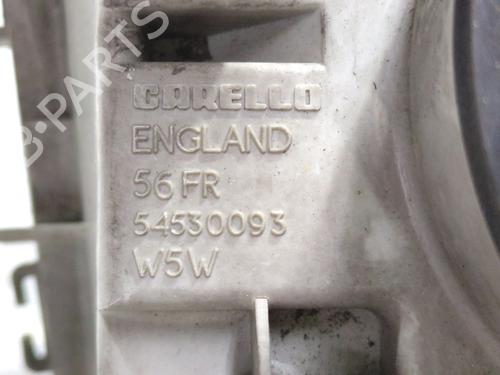 B-PARTS
CARELLO
ENGLAND
56 FR
54530093
W5W